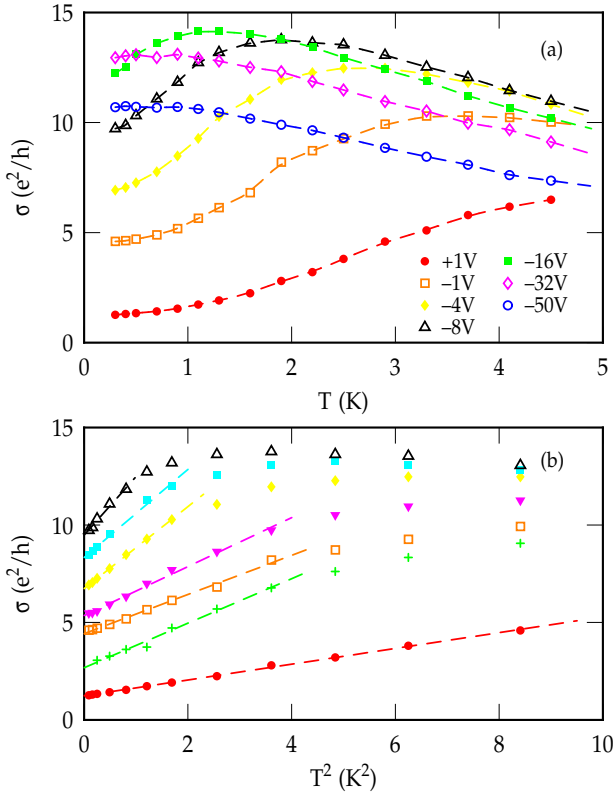 15
10
5
0
σ (e²/h)
(a)
+1V
−1V
−4V
−8V
−16V
−32V
−50V
0 1 2 3 4 5
T (K)
15
10
5
0
σ (e²/h)
(b)
0 2 4 6 8 10
T² (K²)